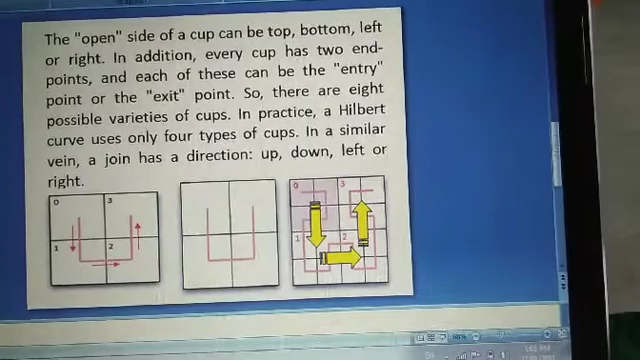 The "open" side of a cup can be top, bottom, left
or right. In addition, every cup has two end-
points, and each of these can be the "entry"
point or the "exit" point. So, there are eight
possible varieties of cups. In practice, a Hilbert
curve uses only four types of cups. In a similar
vein, a join has a direction: up, down, left or
right.
0 3
1 2
0 3
1 2